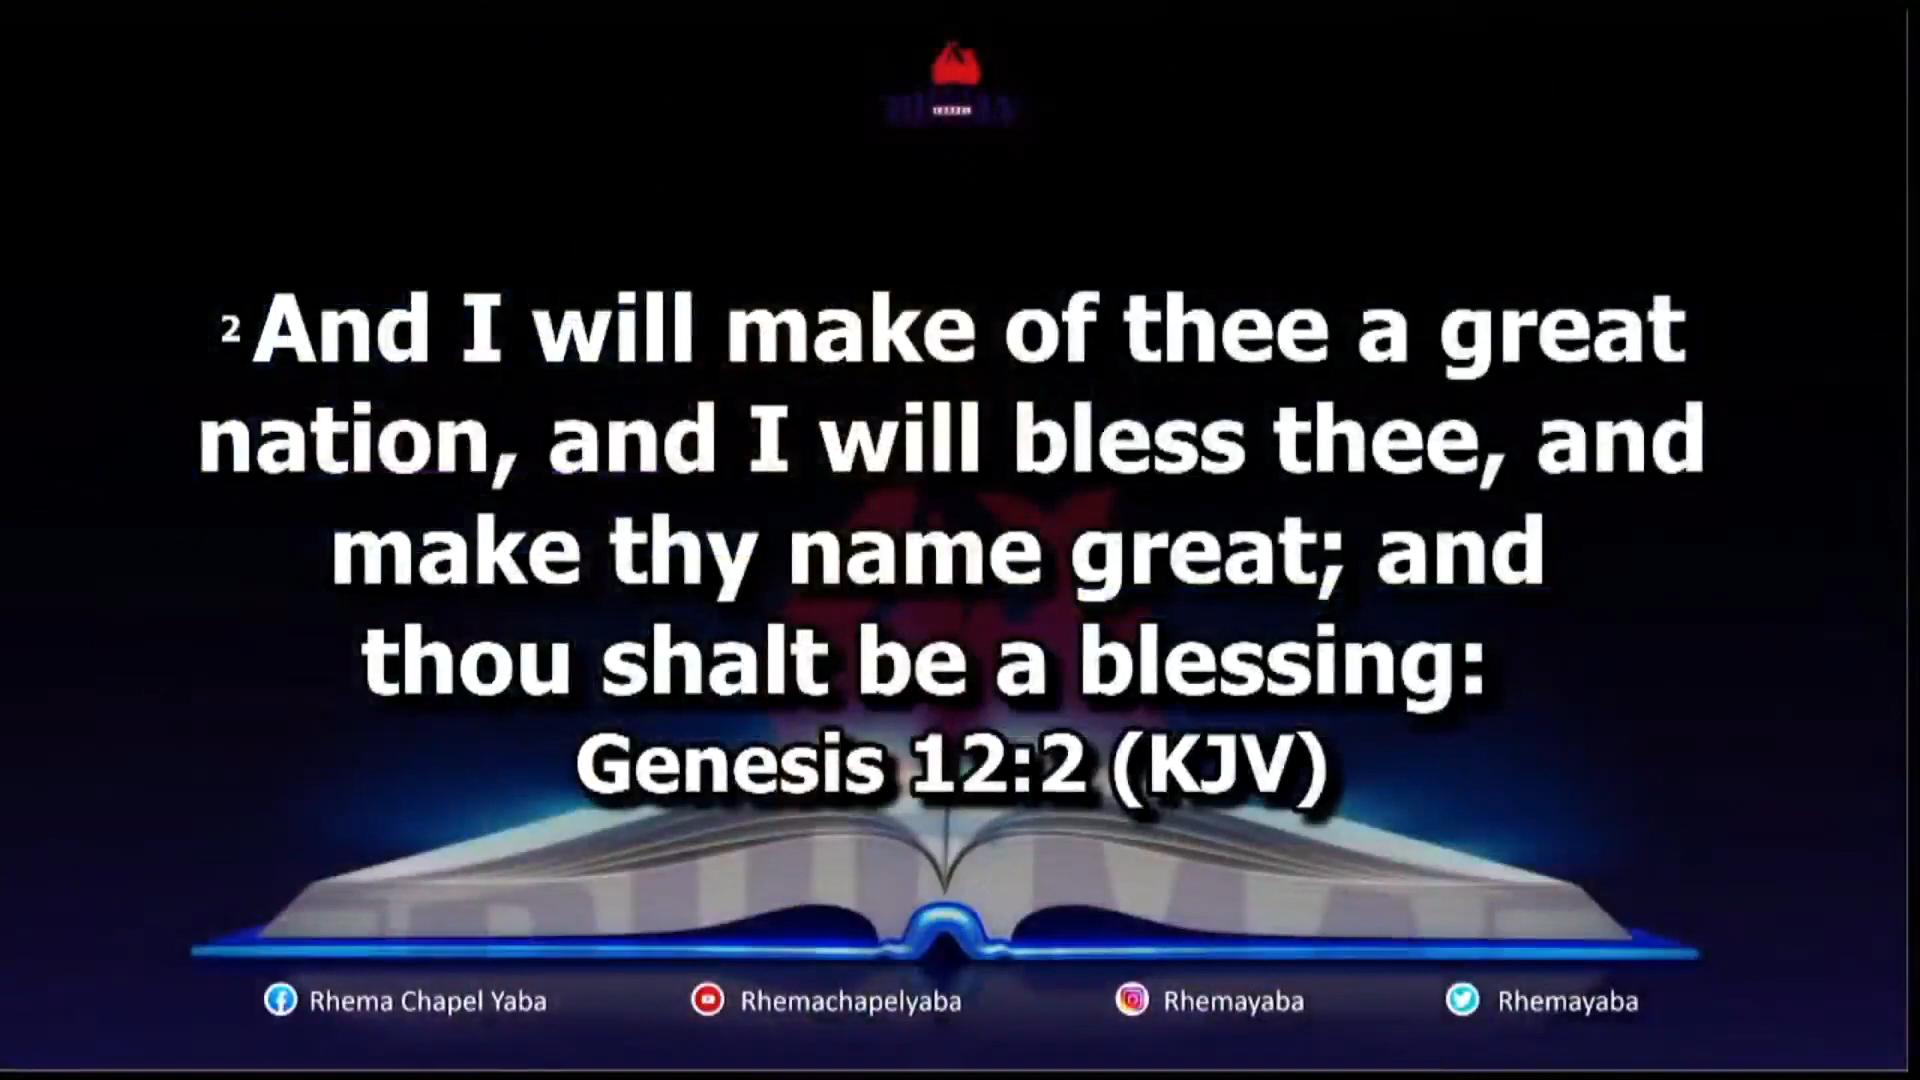 2 And I will make of thee a great
nation, and I will bless thee, and
make thy name great; and
thou shalt be a blessing:
Genesis 12:2 (KJV)
Rhema Chapel Yaba
Rhemachapelyaba
Rhemayaba
Rhemayaba